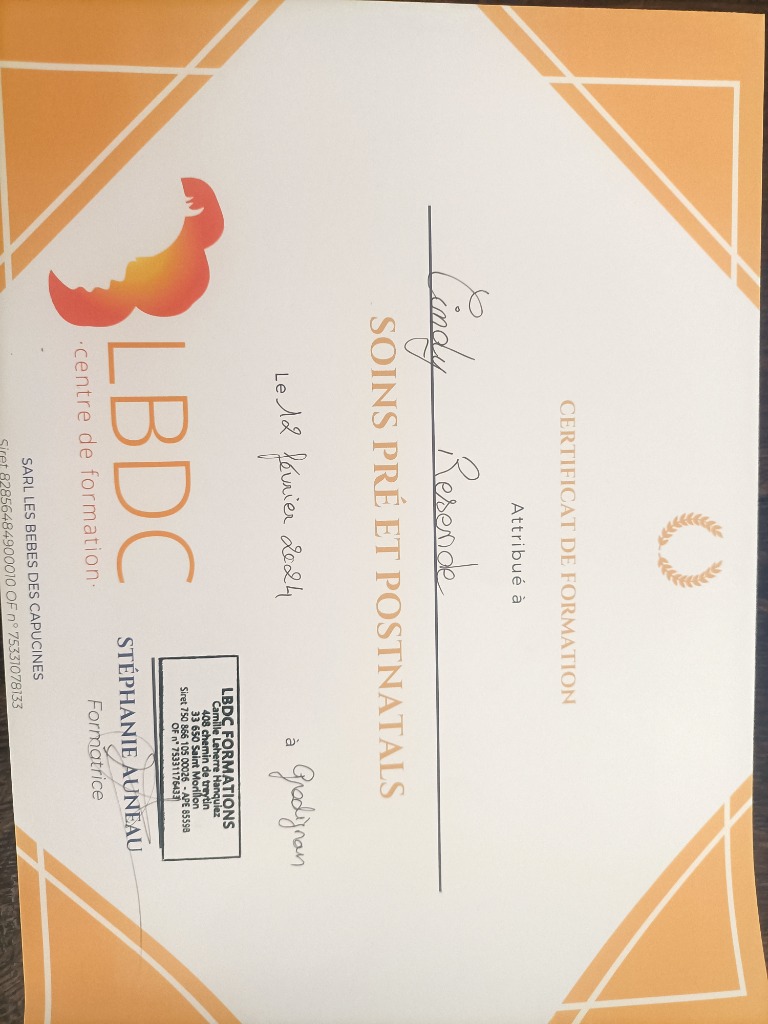 CERTIFICAT DE FORMATION
Attribué à
Cindy Resende
SOINS PRÉ ET POSTNATALS
Le 12 février 2024 à Gradignan
LBDC
·centre de formation·
LBDC FORMATIONS
Camille Leherre Hanquiez
408 chemin de treytin
33 650 Saint Morillon
Siret 750 866 105 00026 - APE 8559B
OF n° 75331176433
STÉPHANIE AUNEAU
Formatrice
SARL LES BEBES DES CAPUCINES
Siret 82856484900010 OF n° 75331078133